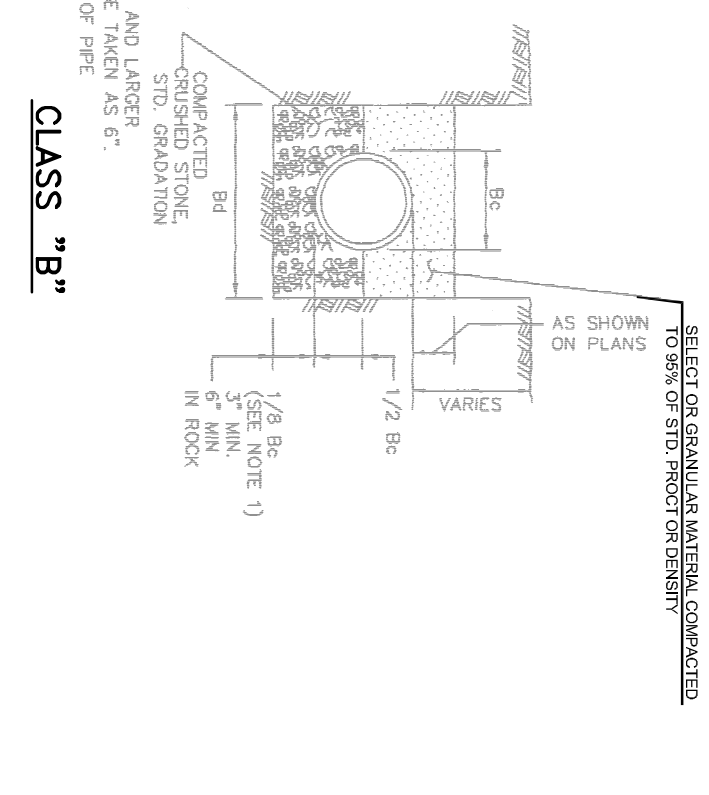 SELECT OR GRANULAR MATERIAL COMPACTED
TO 95% OF STD. PROCT OR DENSITY
AS SHOWN
ON PLANS
VARIES
Bc
1/2 Bc
1/8 Bc
(SEE NOTE 1)
3" MIN.
6" MIN
IN ROCK
Bd
COMPACTED
CRUSHED STONE,
STD. GRADATION
AND LARGER
E TAKEN AS 6".
OF PIPE
CLASS "B"